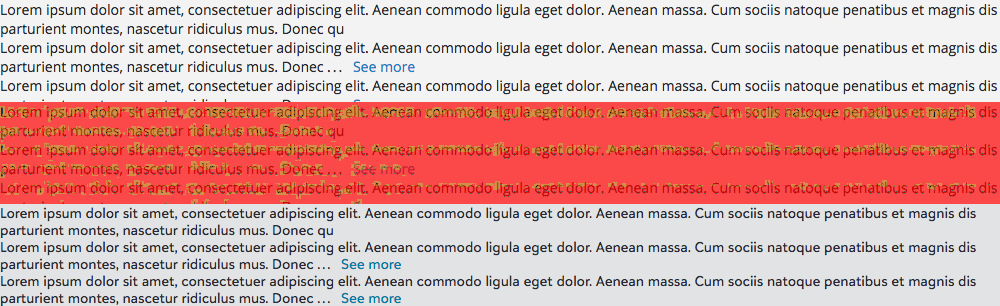 Lorem ipsum dolor sit amet, consectetuer adipiscing elit. Aenean commodo ligula eget dolor. Aenean massa. Cum sociis natoque penatibus et magnis dis
parturient montes, nascetur ridiculus mus. Donec qu
Lorem ipsum dolor sit amet, consectetuer adipiscing elit. Aenean commodo ligula eget dolor. Aenean massa. Cum sociis natoque penatibus et magnis dis
parturient montes, nascetur ridiculus mus. Donec ... See more
Lorem ipsum dolor sit amet, consectetuer adipiscing elit. Aenean commodo ligula eget dolor. Aenean massa. Cum sociis natoque penatibus et magnis dis
Lorem ipsum dolor sit amet, consectetuer adipiscing elit. Aenean commodo ligula eget dolor. Aenean massa. Cum sociis natoque penatibus et magnis dis
parturient montes, nascetur ridiculus mus. Donec qu
Lorem ipsum dolor sit amet, consectetuer adipiscing elit. Aenean commodo ligula eget dolor. Aenean massa. Cum sociis natoque penatibus et magnis dis
parturient montes, nascetur ridiculus mus. Donec ... See more
Lorem ipsum dolor sit amet, consectetuer adipiscing elit. Aenean commodo ligula eget dolor. Aenean massa. Cum sociis natoque penatibus et magnis dis
Lorem ipsum dolor sit amet, consectetuer adipiscing elit. Aenean commodo ligula eget dolor. Aenean massa. Cum sociis natoque penatibus et magnis dis
parturient montes, nascetur ridiculus mus. Donec qu
Lorem ipsum dolor sit amet, consectetuer adipiscing elit. Aenean commodo ligula eget dolor. Aenean massa. Cum sociis natoque penatibus et magnis dis
parturient montes, nascetur ridiculus mus. Donec ... See more
Lorem ipsum dolor sit amet, consectetuer adipiscing elit. Aenean commodo ligula eget dolor. Aenean massa. Cum sociis natoque penatibus et magnis dis
parturient montes, nascetur ridiculus mus. Donec ... See more